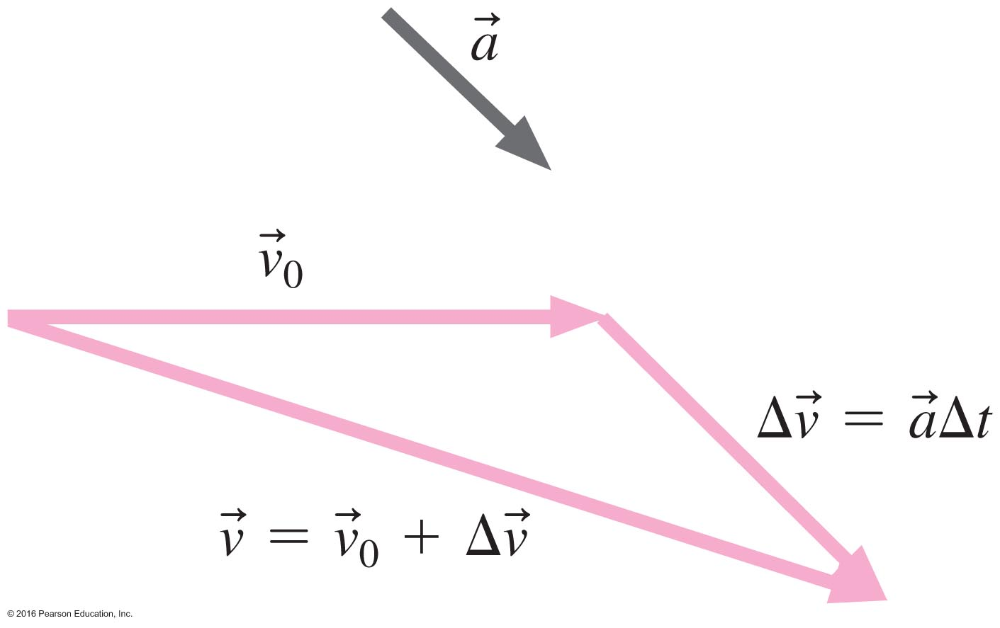 a⃗
v⃗₀
Δv⃗ = a⃗Δt
v⃗ = v⃗₀ + Δv⃗
© 2016 Pearson Education, Inc.